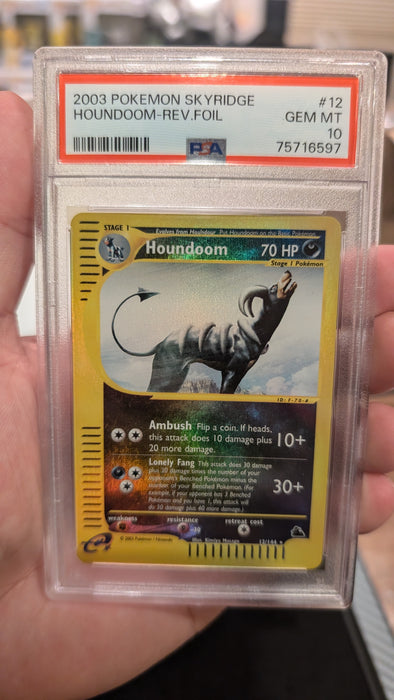 2003 POKEMON SKYRIDGE #12
HOUNDOOM-REV.FOIL GEM MT
10
PSA 75716597
STAGE 1 Evolves from Houndour Put Houndoom on the Basic Pokémon
Houndoom 70 HP
Stage 1 Pokémon
Ambush Flip a coin. If heads,
this attack does 10 damage plus 10+
20 more damage.
Lonely Fang This attack does 30 damage
plus 10 damage times the number of your
opponent's Benched Pokémon minus the
number of your Benched Pokémon. (For 30+
example, if your opponent has 3 Benched
Pokémon and you have 1, this attack will
do 30 damage plus 20 more damage.)
weakness resistance retreat cost
-30
© 2003 Pokémon / Nintendo Illus. Kimiya Masago 12/144 ★
e